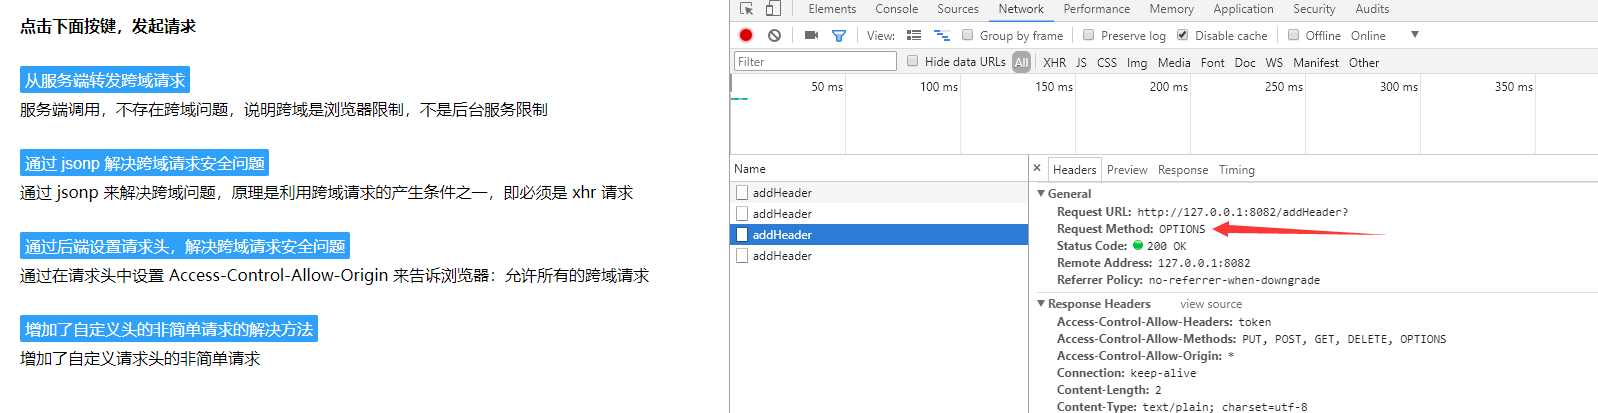 点击下面按键，发起请求
从服务端转发跨域请求
服务端调用，不存在跨域问题，说明跨域是浏览器限制，不是后台服务限制
通过 jsonp 解决跨域请求安全问题
通过 jsonp 来解决跨域问题，原理是利用跨域请求的产生条件之一，即必须是 xhr 请求
通过后端设置请求头，解决跨域请求安全问题
通过在请求头中设置 Access-Control-Allow-Origin 来告诉浏览器：允许所有的跨域请求
增加了自定义头的非简单请求的解决方法
增加了自定义请求头的非简单请求
Elements Console Sources Network Performance Memory Application Security Audits
View: Group by frame Preserve log Disable cache Offline Online
Filter Hide data URLs All XHR JS CSS Img Media Font Doc WS Manifest Other
50 ms 100 ms 150 ms 200 ms 250 ms 300 ms 350 ms
Name
addHeader
addHeader
addHeader
addHeader
× Headers Preview Response Timing
General
Request URL: http://127.0.0.1:8082/addHeader?
Request Method: OPTIONS
Status Code: 200 OK
Remote Address: 127.0.0.1:8082
Referrer Policy: no-referrer-when-downgrade
Response Headers view source
Access-Control-Allow-Headers: token
Access-Control-Allow-Methods: PUT, POST, GET, DELETE, OPTIONS
Access-Control-Allow-Origin: *
Connection: keep-alive
Content-Length: 2
Content-Type: text/plain; charset=utf-8